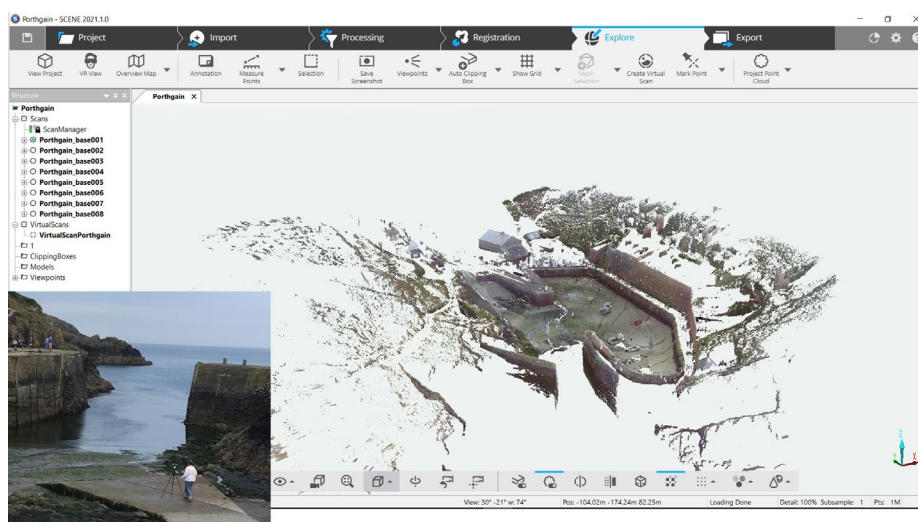 Porthgain - SCENE 2021.1.0
Project
Import
Processing
Registration
Explore
Export
View Project
VR View
Overview Map
Annotation
Measure
Points
Selection
Save
Screenshot
Viewpoints
Auto Clipping
Box
Show Grid
Mesh
Selection
Create Virtual
Scan
Mark Point
Project Point
Cloud
Structure
Porthgain X
Porthgain
Scans
ScanManager
Porthgain_base001
Porthgain_base002
Porthgain_base003
Porthgain_base004
Porthgain_base005
Porthgain_base006
Porthgain_base007
Porthgain_base008
VirtualScans
VirtualScanPorthgain
1
ClippingBoxes
Models
Viewpoints
View: 30° -21° w: 74°
Pos: -104.02m -174.24m 82.25m
Loading Done
Detail: 100% Subsample: 1 Pts: 1M